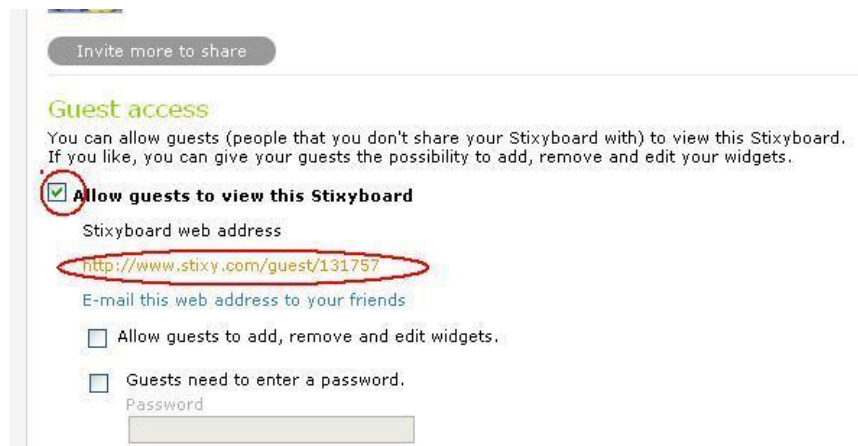 Invite more to share
Guest access
You can allow guests (people that you don't share your Stixyboard with) to view this Stixyboard.
If you like, you can give your guests the possibility to add, remove and edit your widgets.
Allow guests to view this Stixyboard
Stixyboard web address
http://www.stixy.com/guest/131757
E-mail this web address to your friends
Allow guests to add, remove and edit widgets.
Guests need to enter a password.
Password